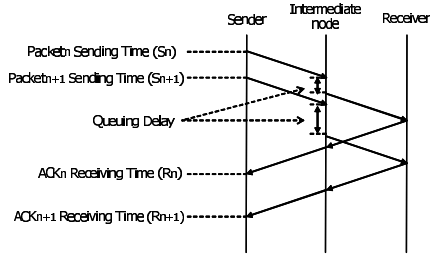 Sender
Intermediate
node
Receiver
Packetn Sending Time (Sn)
Packetn+1 Sending Time (Sn+1)
Queuing Delay
ACKn Receiving Time (Rn)
ACKn+1 Receiving Time (Rn+1)